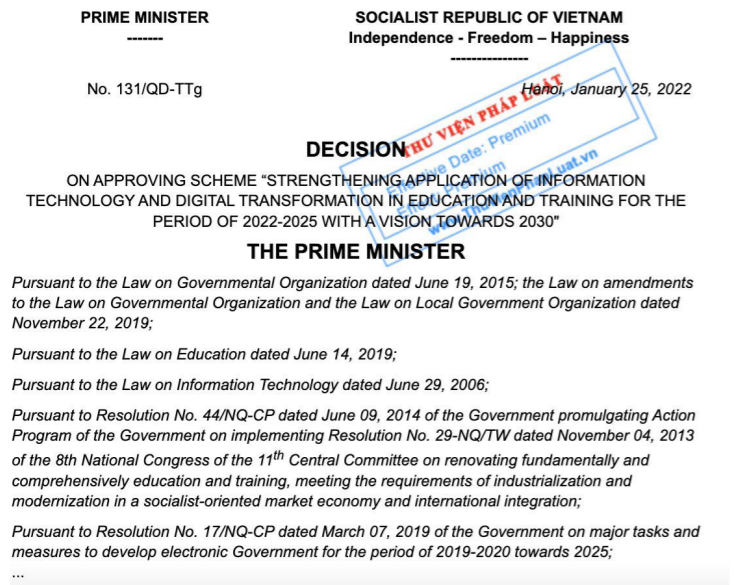 PRIME MINISTER
-------
SOCIALIST REPUBLIC OF VIETNAM
Independence - Freedom – Happiness
---------------
No. 131/QD-TTg
Hanoi, January 25, 2022
THƯ VIỆN PHÁP LUẬT
Effective Date: Premium
Effect: Premium
www.ThuVienPhapLuat.vn
DECISION
ON APPROVING SCHEME “STRENGTHENING APPLICATION OF INFORMATION
TECHNOLOGY AND DIGITAL TRANSFORMATION IN EDUCATION AND TRAINING FOR THE
PERIOD OF 2022-2025 WITH A VISION TOWARDS 2030"
THE PRIME MINISTER
Pursuant to the Law on Governmental Organization dated June 19, 2015; the Law on amendments
to the Law on Governmental Organization and the Law on Local Government Organization dated
November 22, 2019;
Pursuant to the Law on Education dated June 14, 2019;
Pursuant to the Law on Information Technology dated June 29, 2006;
Pursuant to Resolution No. 44/NQ-CP dated June 09, 2014 of the Government promulgating Action
Program of the Government on implementing Resolution No. 29-NQ/TW dated November 04, 2013
of the 8th National Congress of the 11th Central Committee on renovating fundamentally and
comprehensively education and training, meeting the requirements of industrialization and
modernization in a socialist-oriented market economy and international integration;
Pursuant to Resolution No. 17/NQ-CP dated March 07, 2019 of the Government on major tasks and
measures to develop electronic Government for the period of 2019-2020 towards 2025;
...